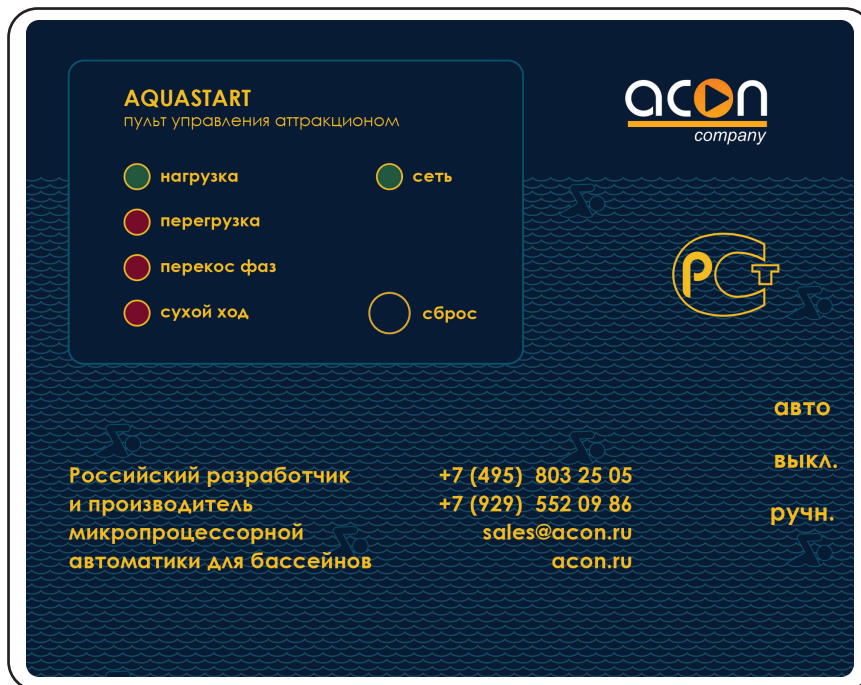 AQUASTART
пульт управления аттракционом
acon
company
нагрузка
сеть
перегрузка
перекос фаз
сухой ход
сброс
РСТ
авто
выкл.
ручн.
Российский разработчик
и производитель
микропроцессорной
автоматики для бассейнов
+7 (495) 803 25 05
+7 (929) 552 09 86
sales@acon.ru
acon.ru